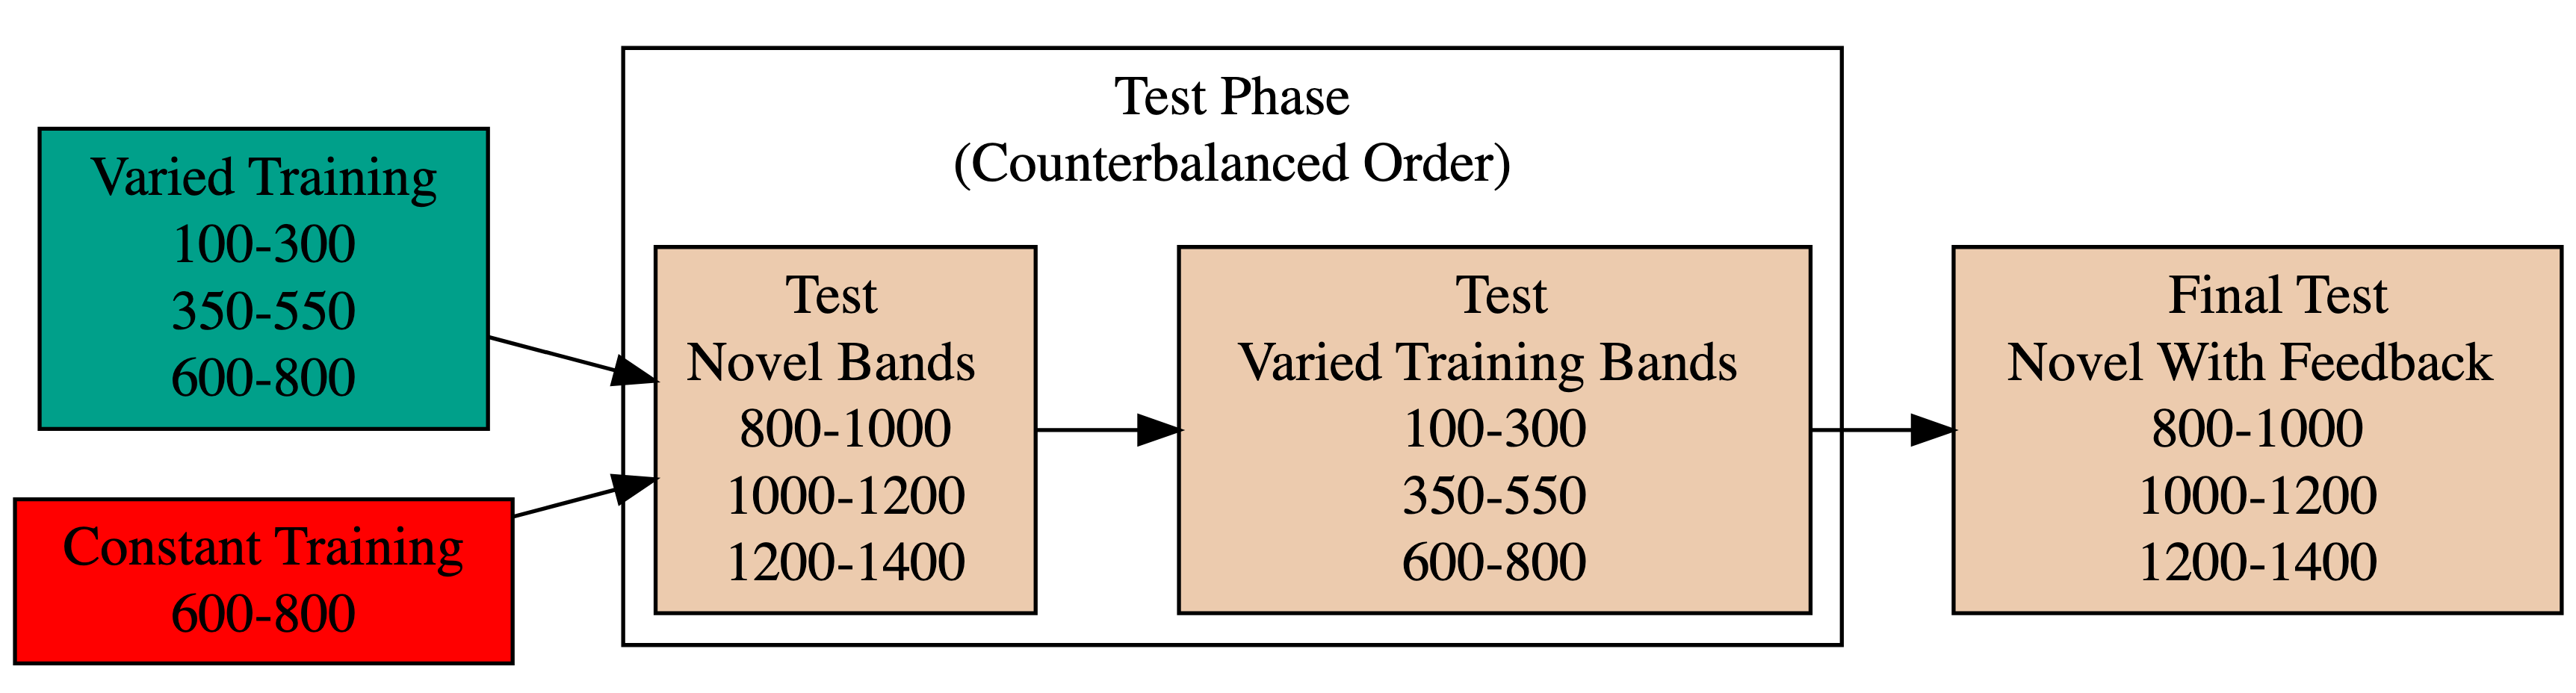 Varied Training
100-300
350-550
600-800
Constant Training
600-800
Test Phase
(Counterbalanced Order)
Test
Novel Bands
800-1000
1000-1200
1200-1400
Test
Varied Training Bands
100-300
350-550
600-800
Final Test
Novel With Feedback
800-1000
1000-1200
1200-1400